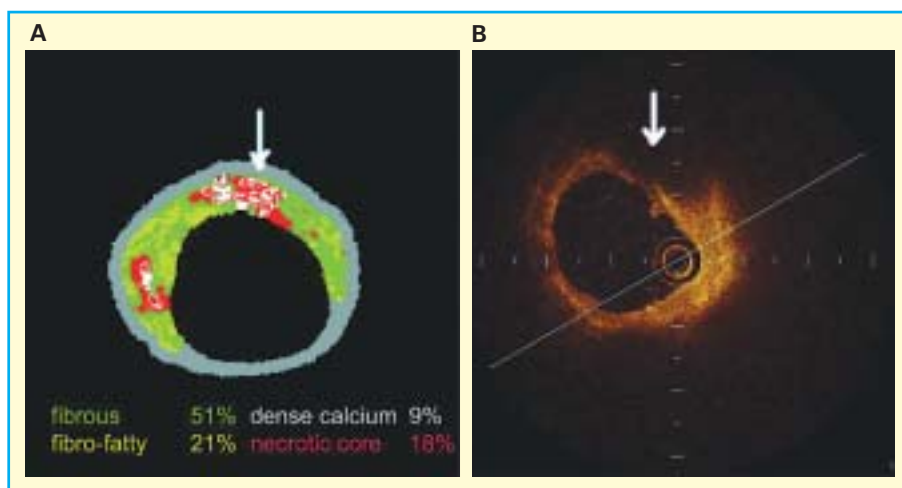 A
B
fibrous 51% dense calcium 9%
fibro-fatty 21% necrotic core 18%